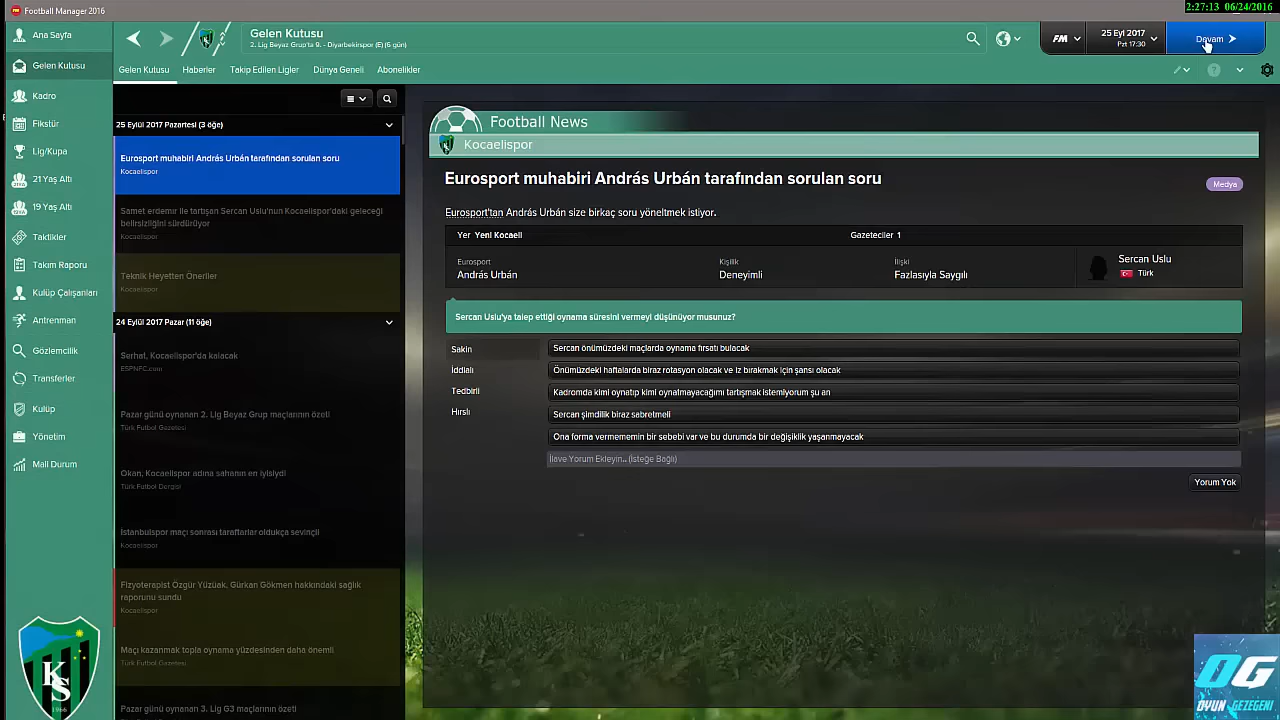 Football Manager 2016
2:27:13 06/24/2016
Ana Sayfa
Gelen Kutusu
Kadro
Fikstür
Lig/Kupa
21 Yaş Altı
19 Yaş Altı
Taktikler
Takım Raporu
Kulüp Çalışanları
Antrenman
Gözlemcilik
Transferler
Kulüp
Yönetim
Mali Durum
Gelen Kutusu
2. Lig Beyaz Grup'ta 9. - Diyarbekirspor (E) (6 gün)
FM
25 Eyl 2017
Pzt 17:30
Davam
Gelen Kutusu
Haberler
Takip Edilen Ligler
Dünya Geneli
Abonelikler
25 Eylül 2017 Pazartesi (3 öğe)
Eurosport muhabiri András Urbán tarafından sorulan soru
Kocaelispor
Samet erdemir ile tartışan Sercan Uslu'nun Kocaelispor'daki geleceği
belirsizliğini sürdürüyor
Kocaelispor
Teknik Heyetten Öneriler
Kocaelispor
24 Eylül 2017 Pazar (11 öğe)
Serhat, Kocaelispor'da kalacak
ESPNFC.com
Pazar günü oynanan 2. Lig Beyaz Grup maçlarının özeti
Türk Futbol Gazetesi
Okan, Kocaelispor adına sahanın en iyisiydi
Türk Futbol Dergisi
İstanbulspor maçı sonrası taraftarlar oldukça sevinçli
Kocaelispor
Fizyoterapist Özgür Yüzüak, Gürkan Gökmen hakkındaki sağlık
raporunu sundu
Kocaelispor
Maçı kazanmak topla oynama yüzdesinden daha önemli
Türk Futbol Gazetesi
Pazar günü oynanan 3. Lig G3 maçlarının özeti
Football News
Kocaelispor
Eurosport muhabiri András Urbán tarafından sorulan soru
Medya
Eurosport'tan András Urbán size birkaç soru yöneltmek istiyor.
Yer Yeni Kocaeli
Gazeteciler 1
Eurosport
András Urbán
Kişilik
Deneyimli
İlişki
Fazlasıyla Saygılı
Sercan Uslu
Türk
Sercan Uslu'ya talep ettiği oynama süresini vermeyi düşünüyor musunuz?
Sakin
İddialı
Tedbirli
Hırslı
Sercan önümüzdeki maçlarda oynama fırsatı bulacak
Önümüzdeki haftalarda biraz rotasyon olacak ve iz bırakmak için şansı olacak
Kadromda kimi oynatıp kimi oynatmayacağımı tartışmak istemiyorum şu an
Sercan şimdilik biraz sabretmeli
Ona forma vermememin bir sebebi var ve bu durumda bir değişiklik yaşanmayacak
İlave Yorum Ekleyin.. (İsteğe Bağlı)
Yorum Yok
KS
1966
OG
OYUN GEZEGENİ